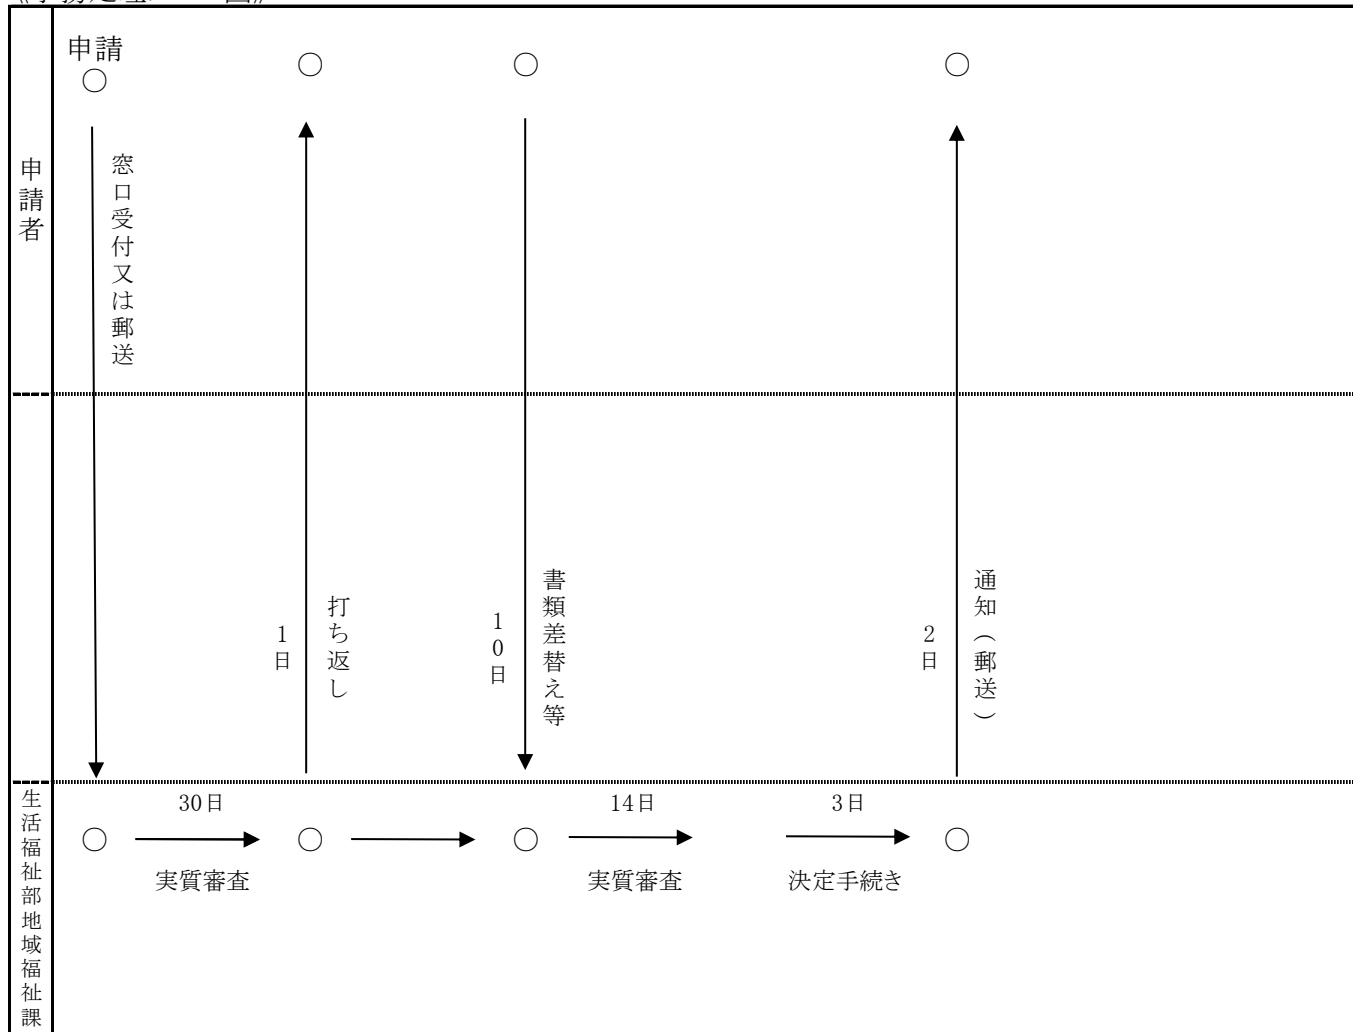 申請
申請者
窓口受付又は郵送
1日
打ち返し
10日
書類差替え等
2日
通知（郵送）
生活福祉部地域福祉課
30日
実質審査
14日
実質審査
3日
決定手続き